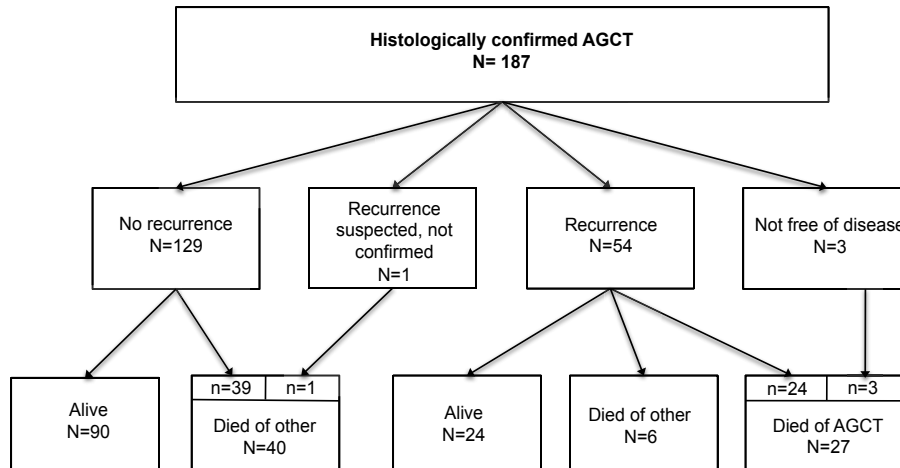 Histologically confirmed AGCT
N= 187
No recurrence
N=129
Recurrence
suspected, not
confirmed
N=1
Recurrence
N=54
Not free of disease
N=3
Alive
N=90
n=39
n=1
Died of other
N=40
Alive
N=24
Died of other
N=6
n=24
n=3
Died of AGCT
N=27